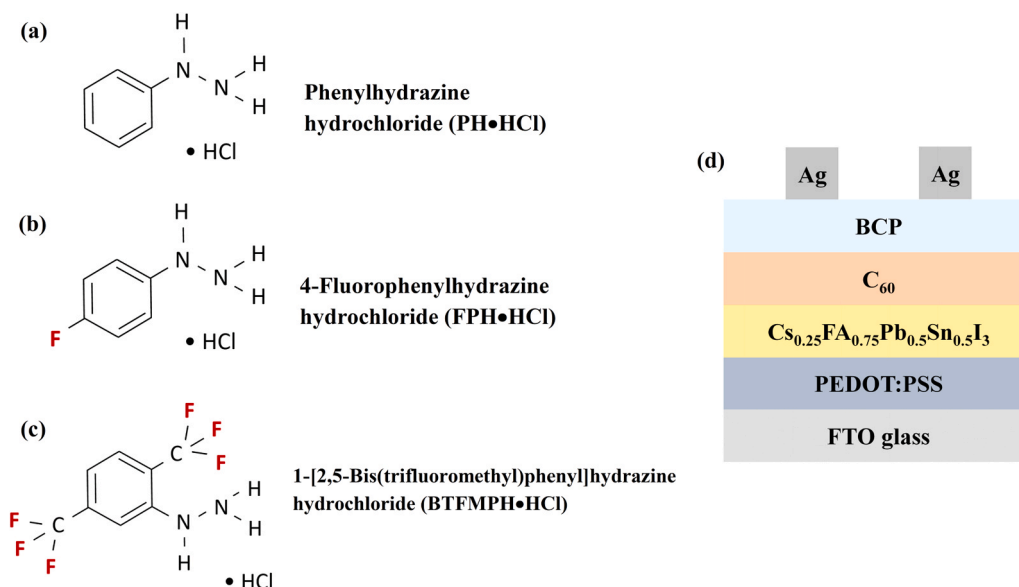 (a)
H
N
H
N
H
• HCl
Phenylhydrazine
hydrochloride (PH●HCl)
(b)
H
N
H
N
H
F
• HCl
4-Fluorophenylhydrazine
hydrochloride (FPH●HCl)
(c)
F
F
C
F
F
C
F
F
H
N
N
H
H
• HCl
1-[2,5-Bis(trifluoromethyl)phenyl]hydrazine
hydrochloride (BTFMPH●HCl)
(d)
Ag Ag
BCP
C₆₀
Cs₀.₂₅FA₀.₇₅Pb₀.₅Sn₀.₅I₃
PEDOT:PSS
FTO glass